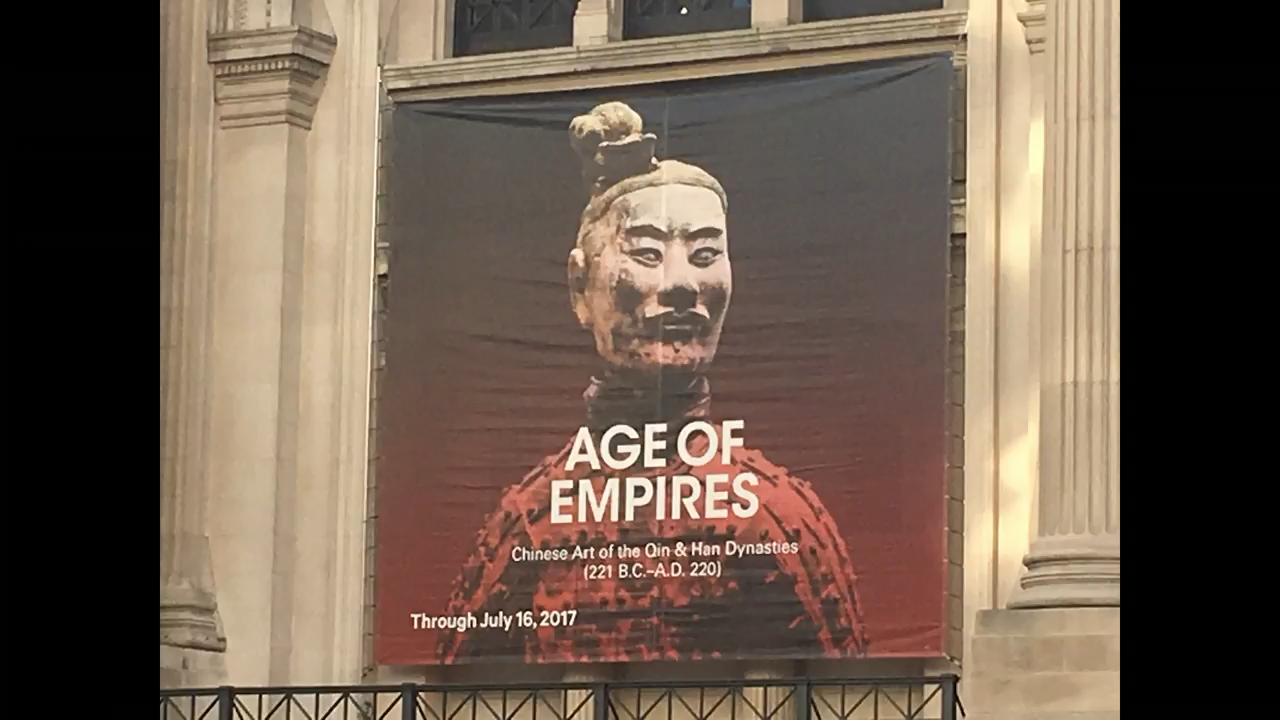 AGE OF
EMPIRES
Chinese Art of the Qin & Han Dynasties
(221 B.C.–A.D. 220)
Through July 16, 2017